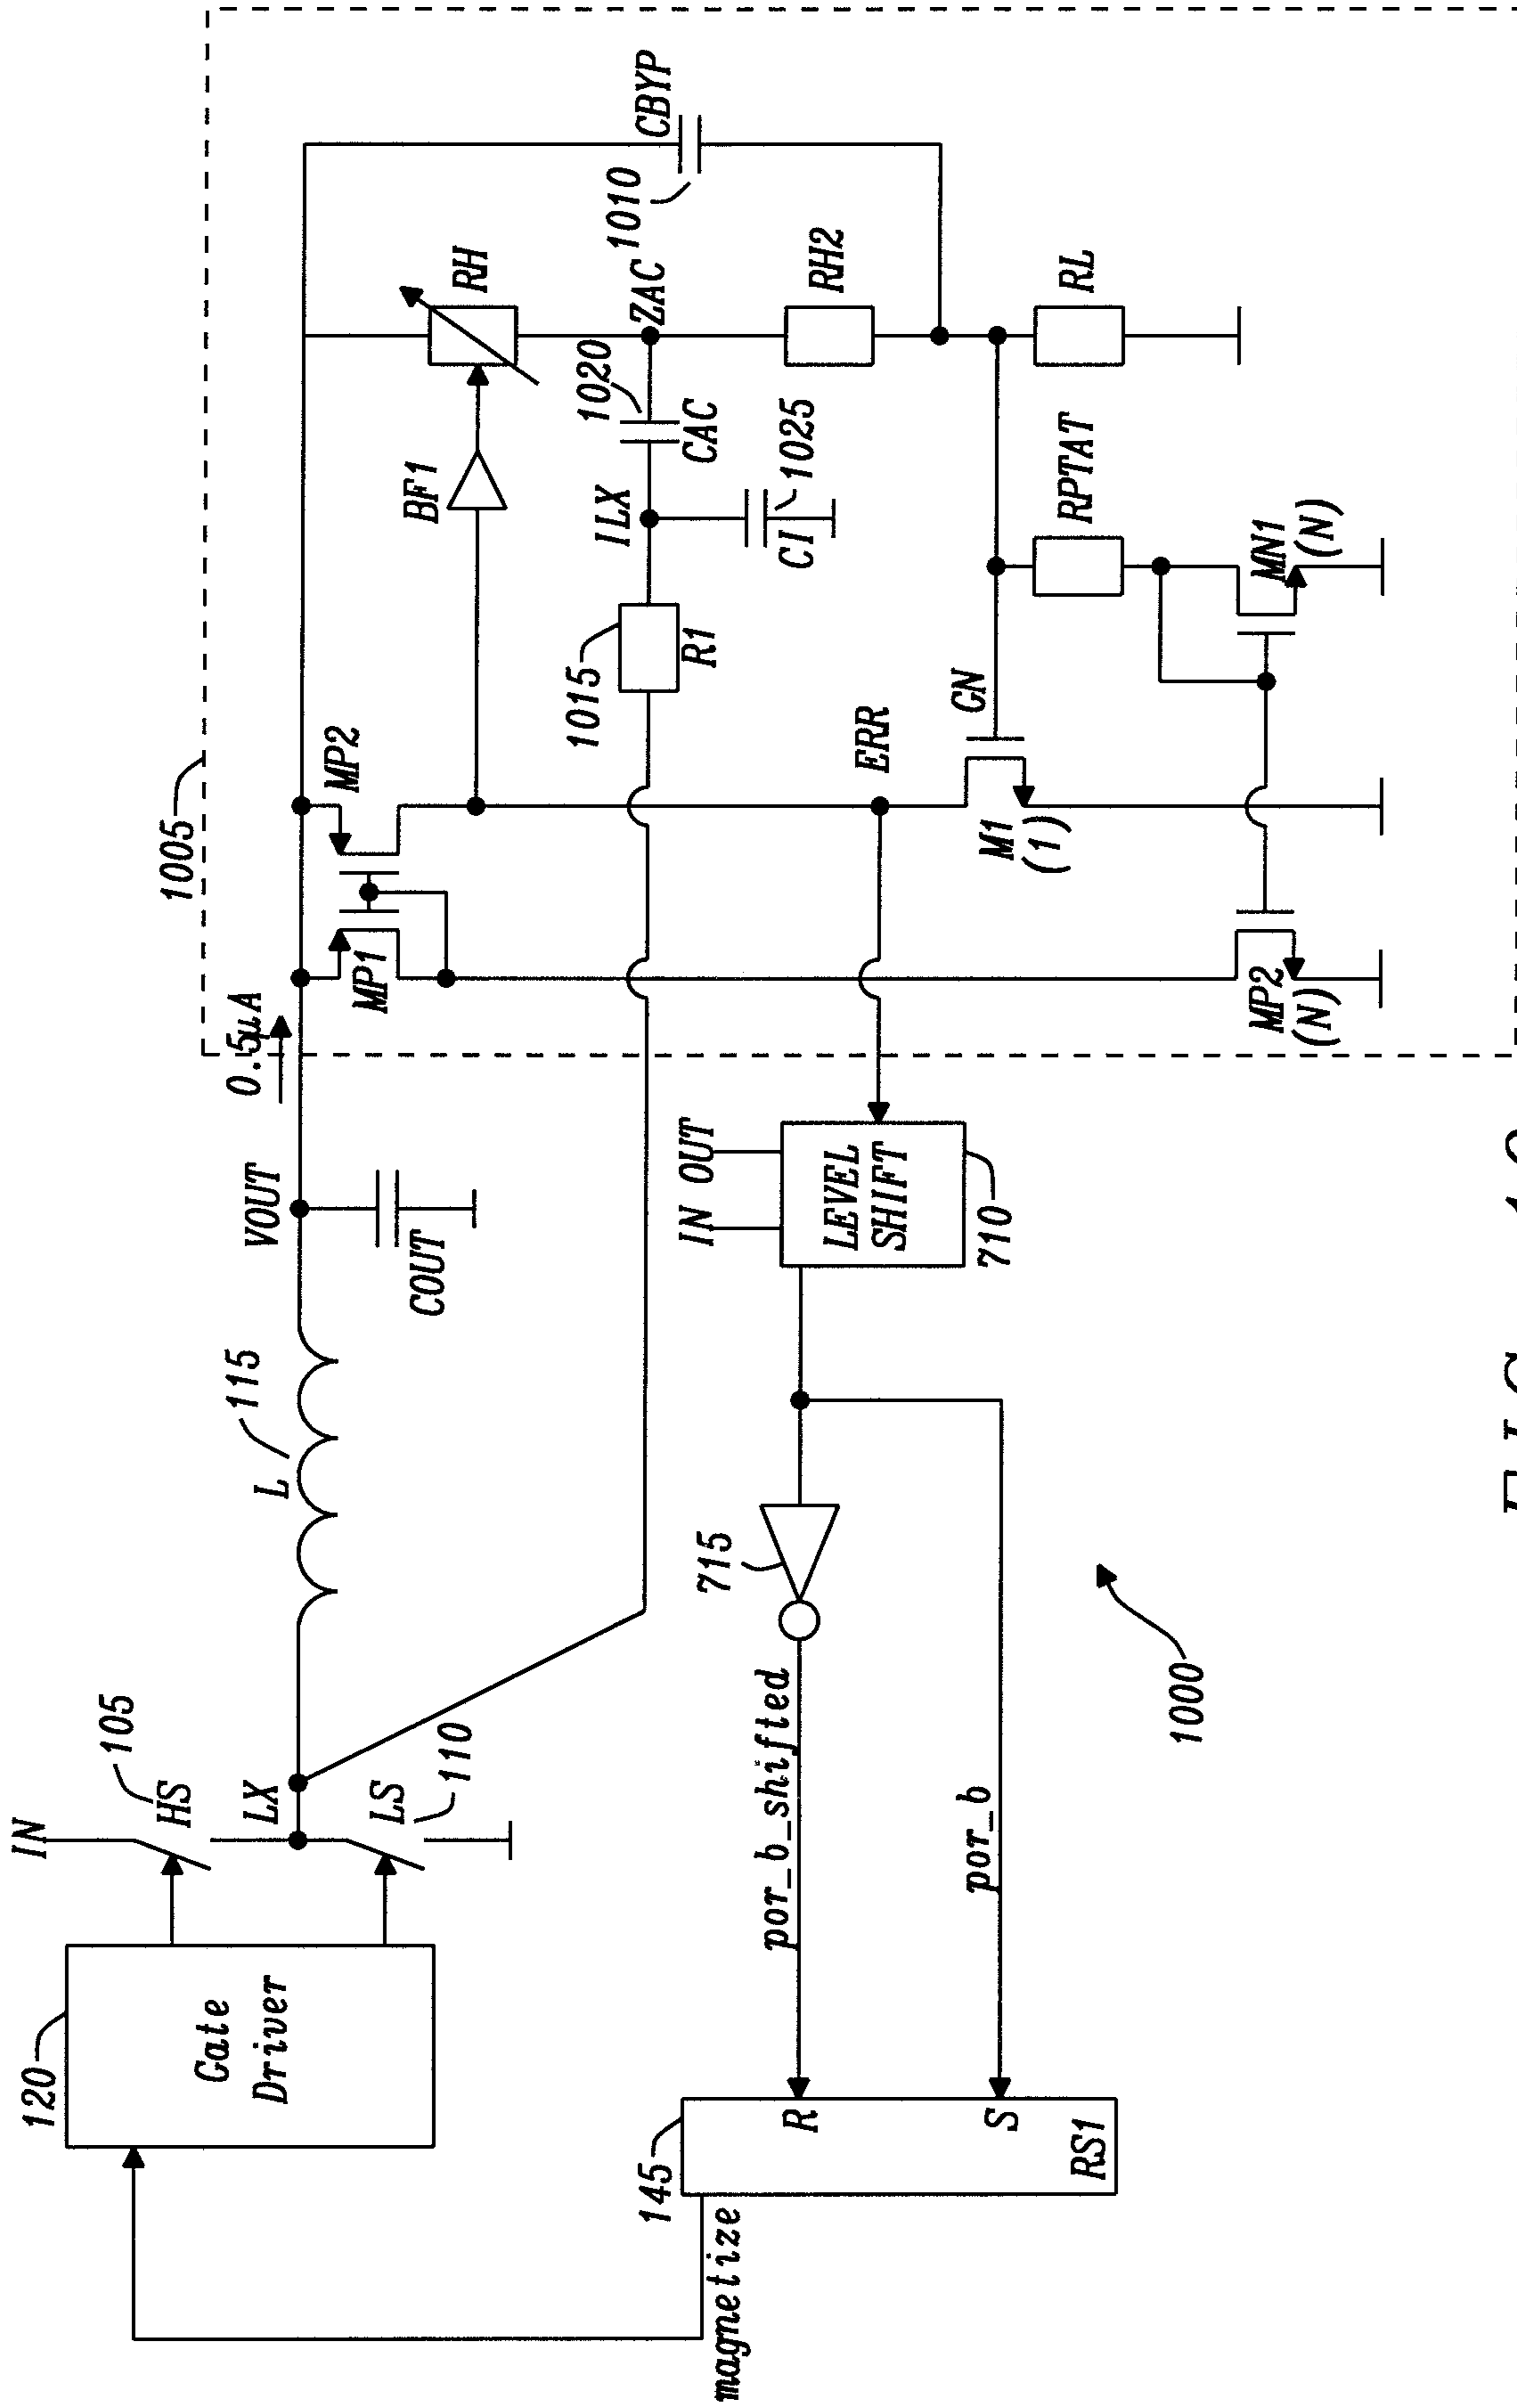 120
Gate
Driver
IN
105
HS
LX
LS
110
L
115
VOUT
COUT
0.5µA
1005
MP1
MP2
BF1
RH
1010
CBYP
ZAC
1020
CAC
ILX
1015
R1
CI
1025
RH2
ERR
GN
RPTAT
RL
M1
(1)
MN1
(N)
MP2
(N)
IN OUT
LEVEL
SHIFT
710
715
por_b_shifted
por_b
145
R
S
RS1
magnetize
1000